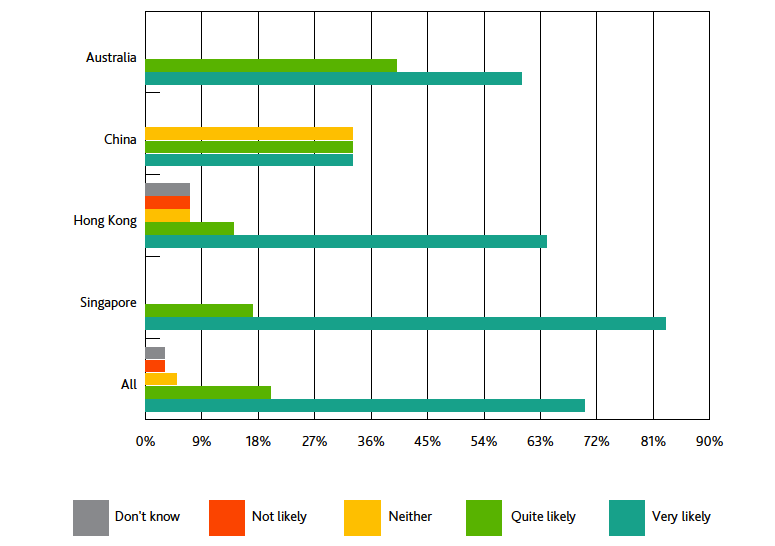 Australia
China
Hong Kong
Singapore
All
0% 9% 18% 27% 36% 45% 54% 63% 72% 81% 90%
Don't know Not likely Neither Quite likely Very likely